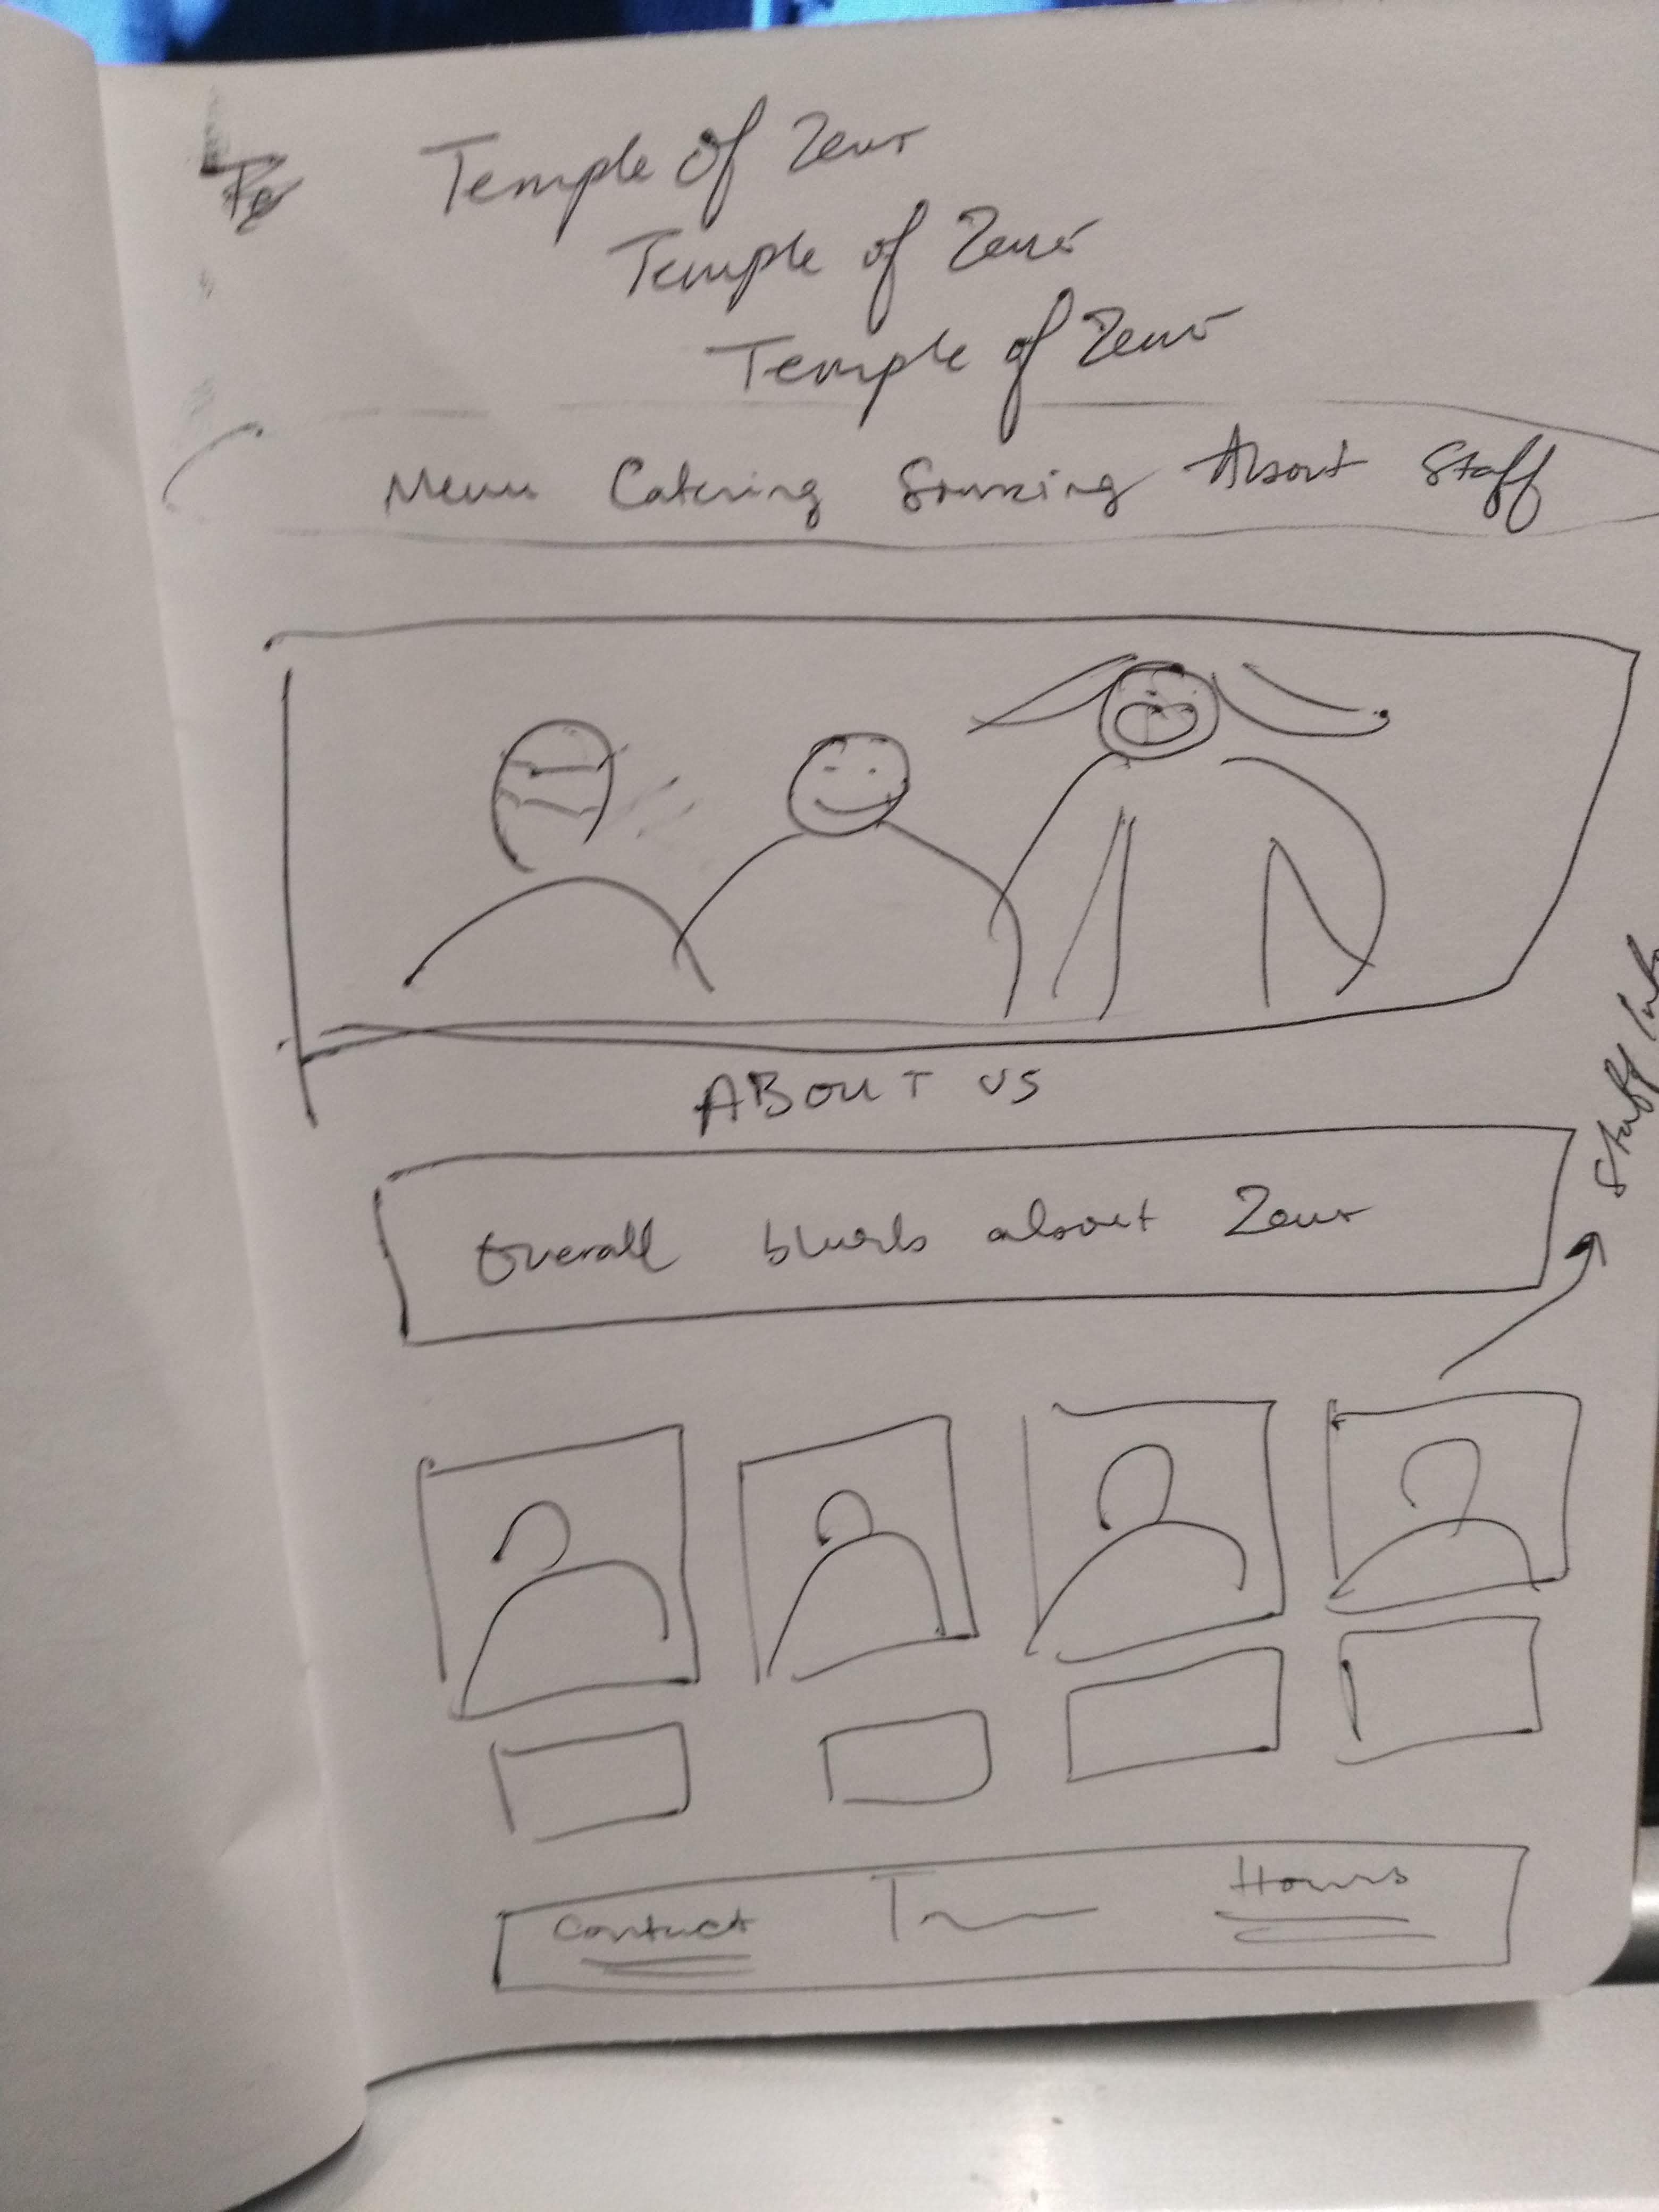 Temple of Zeus
Temple of Zeus
Temple of Zeus
Menu Catering Sourcing About Staff
ABOUT US
Overall blurb about Zeus
Staff
Contact
Hours